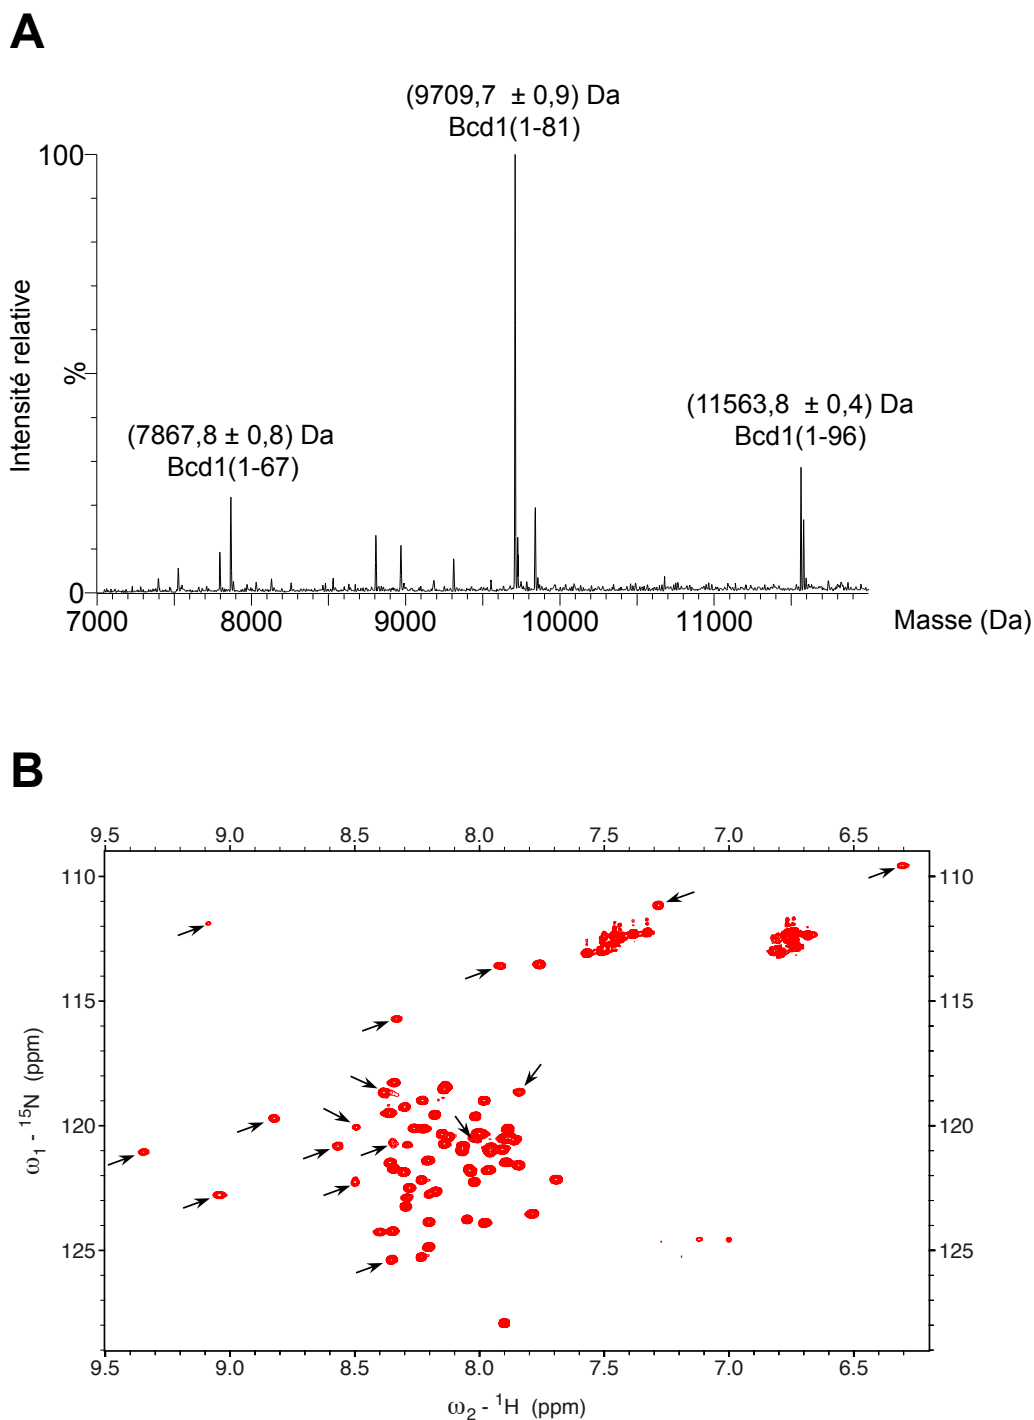 A
(9709,7 ± 0,9) Da
Bcd1(1-81)
100
Intensité relative
%
(11563,8 ± 0,4) Da
Bcd1(1-96)
(7867,8 ± 0,8) Da
Bcd1(1-67)
0
7000 8000 9000 10000 11000 Masse (Da)
B
9.5 9.0 8.5 8.0 7.5 7.0 6.5
110 110
115 115
ω1 - 15N (ppm)
120 120
125 125
9.5 9.0 8.5 8.0 7.5 7.0 6.5
ω2 - 1H (ppm)